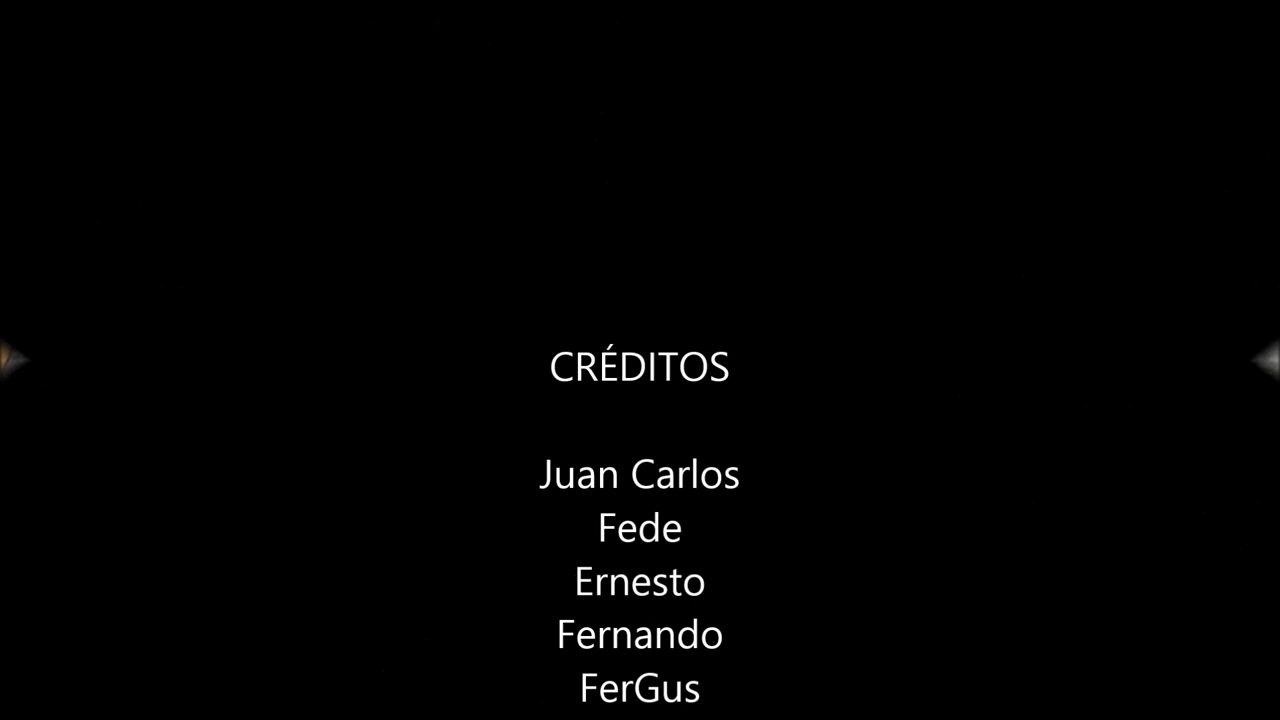 CRÉDITOS
Juan Carlos
Fede
Ernesto
Fernando
FerGus